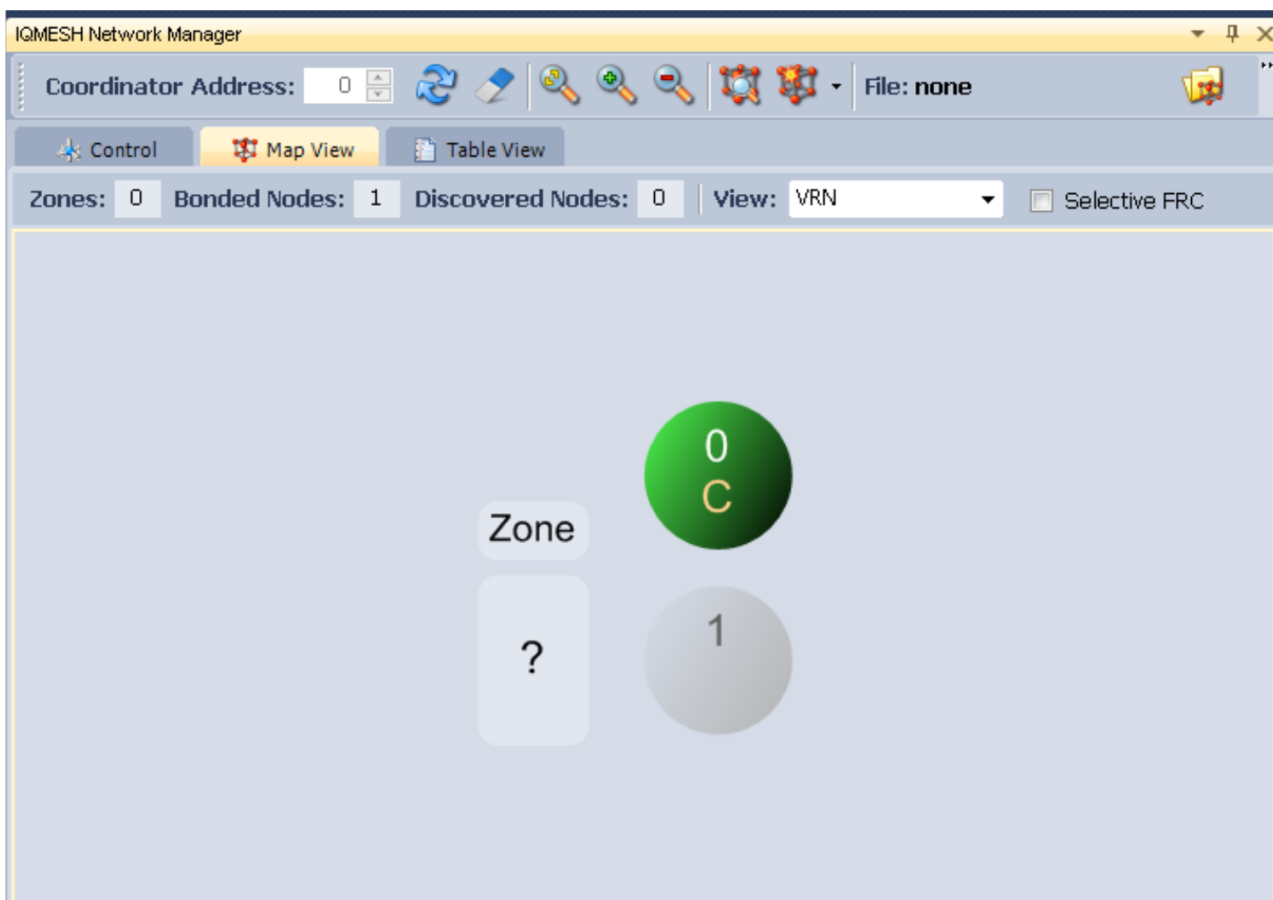 IQMESH Network Manager
Coordinator Address: 0 File: none
Control Map View Table View
Zones: 0 Bonded Nodes: 1 Discovered Nodes: 0 View: VRN Selective FRC
0
C
Zone
1
?